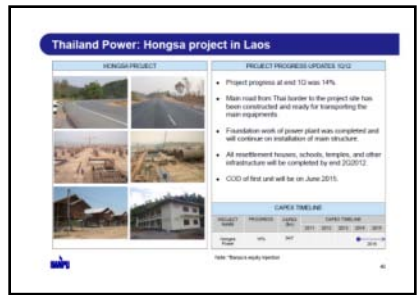 Thailand Power: Hongsa project in Laos
HONGSA PROJECT
PROJECT PROGRESS UPDATES 1Q12
• Project progress at end 1Q was 14%.
• Main road from Thai border to the project site has
been constructed and ready for transporting the
main equipments
• Foundation work of power plant was completed and
will continue on installation of main structure.
• All resettlement houses, schools, temples, and other
infrastructure will be completed by end 2Q2012.
• COD of first unit will be on June 2015.
CAPEX TIMELINE
PROJECT NAME
PROGRESS
CAPEX
CAPEX TIMELINE
2011 2012 2013 2014 2015
Hongsa
Power
14%
2015
Note: *Banpu's equity injection
BANPU